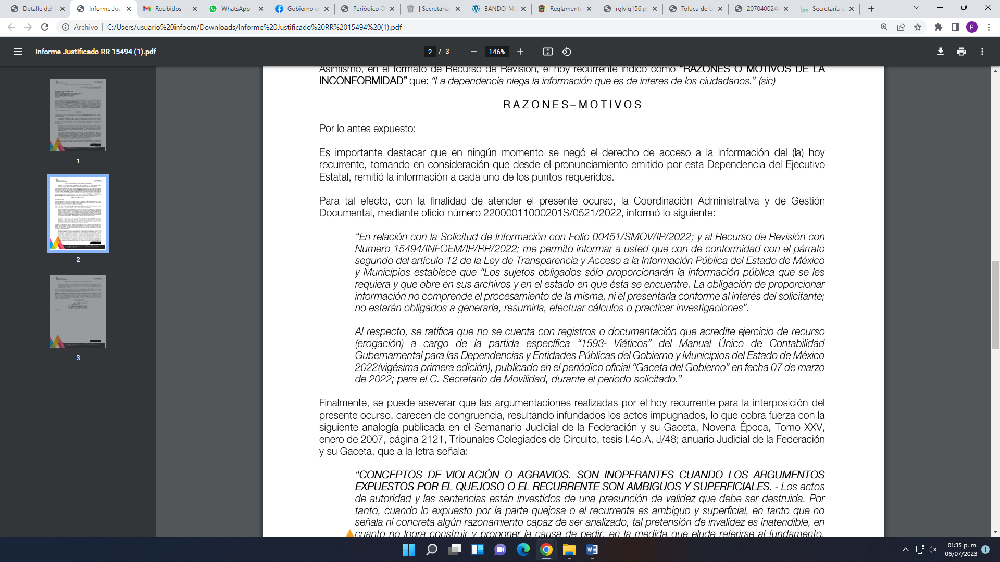 Detalle del S
Informe Jus
Recibidos -
WhatsApp
Gobierno d
Periódico O
| Secretaría
BANDO-MU
Reglamento
rglvig156.p
Toluca de L
20704002A
Secretaría d
Archivo
C:/Users/usuario%20infoem/Downloads/Informe%20Justificado%20RR%2015494%20(1).pdf
P
Informe Justificado RR 15494 (1).pdf
2 / 3
146%
1
2
3
Asimismo, en el formato de Recurso de Revisión, el hoy recurrente indicó como “RAZONES O MOTIVOS DE LA
INCONFORMIDAD” que: “La dependencia niega la información que es de interes de los ciudadanos.” (sic)
RAZONES–MOTIVOS
Por lo antes expuesto:
Es importante destacar que en ningún momento se negó el derecho de acceso a la información del (la) hoy
recurrente, tomando en consideración que desde el pronunciamiento emitido por esta Dependencia del Ejecutivo
Estatal, remitió la información a cada uno de los puntos requeridos.
Para tal efecto, con la finalidad de atender el presente ocurso, la Coordinación Administrativa y de Gestión
Documental, mediante oficio número 22000011000201S/0521/2022, informó lo siguiente:
“En relación con la Solicitud de Información con Folio 00451/SMOV/IP/2022; y al Recurso de Revisión con
Numero 15494/INFOEM/IP/RR/2022; me permito informar a usted que con de conformidad con el párrafo
segundo del artículo 12 de la Ley de Transparencia y Acceso a la Información Pública del Estado de México
y Municipios establece que “Los sujetos obligados sólo proporcionarán la información pública que se les
requiera y que obre en sus archivos y en el estado en que ésta se encuentre. La obligación de proporcionar
información no comprende el procesamiento de la misma, ni el presentarla conforme al interés del solicitante;
no estarán obligados a generarla, resumirla, efectuar cálculos o practicar investigaciones”.
Al respecto, se ratifica que no se cuenta con registros o documentación que acredite ejercicio de recurso
(erogación) a cargo de la partida específica “1593- Viáticos” del Manual Único de Contabilidad
Gubernamental para las Dependencias y Entidades Públicas del Gobierno y Municipios del Estado de México
2022(vigésima primera edición), publicado en el periódico oficial “Gaceta del Gobierno” en fecha 07 de marzo
de 2022; para el C. Secretario de Movilidad, durante el periodo solicitado.”
Finalmente, se puede aseverar que las argumentaciones realizadas por el hoy recurrente para la interposición del
presente ocurso, carecen de congruencia, resultando infundados los actos impugnados, lo que cobra fuerza con la
siguiente analogía publicada en el Semanario Judicial de la Federación y su Gaceta, Novena Época, Tomo XXV,
enero de 2007, página 2121, Tribunales Colegiados de Circuito, tesis I.4o.A. J/48; anuario Judicial de la Federación
y su Gaceta, que a la letra señala:
“CONCEPTOS DE VIOLACIÓN O AGRAVIOS. SON INOPERANTES CUANDO LOS ARGUMENTOS
EXPUESTOS POR EL QUEJOSO O EL RECURRENTE SON AMBIGUOS Y SUPERFICIALES. - Los actos
de autoridad y las sentencias están investidos de una presunción de validez que debe ser destruida. Por
tanto, cuando lo expuesto por la parte quejosa o el recurrente es ambiguo y superficial, en tanto que no
señala ni concreta algún razonamiento capaz de ser analizado, tal pretensión de invalidez es inatendible, en
cuanto no logra construir y proponer la causa de pedir, en la medida que elude referirse al fundamento,
01:35 p. m.
06/07/2023
1